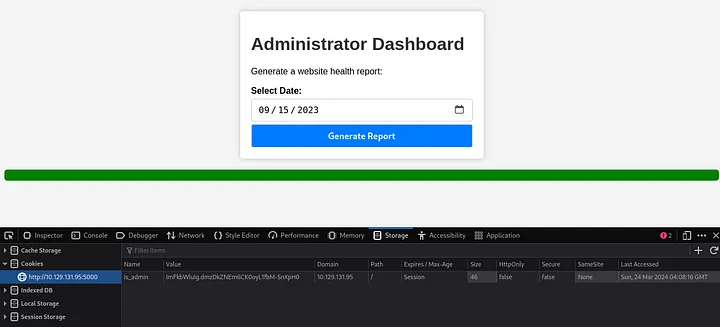 Administrator Dashboard
Generate a website health report:
Select Date:
09/15/2023
Generate Report
Inspector Console Debugger Network Style Editor Performance Memory Storage Accessibility Application 2
Cache Storage
Filter Items
Cookies
Name Value Domain Path Expires / Max-Age Size HttpOnly Secure SameSite Last Accessed
http://10.129.131.95:5000
is_admin 10.129.131.95 / Session 46 false false None Sun, 24 Mar 2024 04:08:16 GMT
Indexed DB
Local Storage
Session Storage